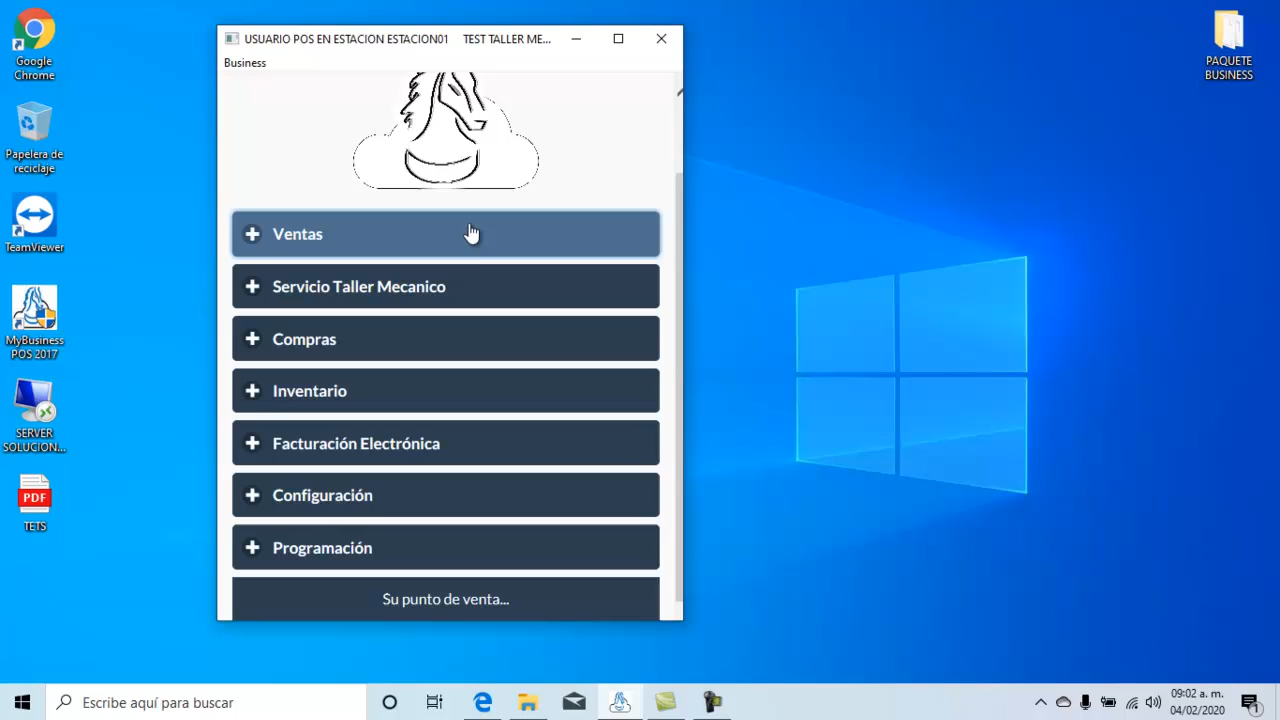 Google
Chrome
Papelera de
reciclaje
TeamViewer
MyBusiness
POS 2017
SERVER
SOLUCION...
PDF
TETS
PAQUETE
BUSINESS
USUARIO POS EN ESTACION ESTACION01 TEST TALLER ME...
Business
Ventas
Servicio Taller Mecanico
Compras
Inventario
Facturación Electrónica
Configuración
Programación
Su punto de venta...
Escribe aquí para buscar
09:02 a. m.
04/02/2020
1